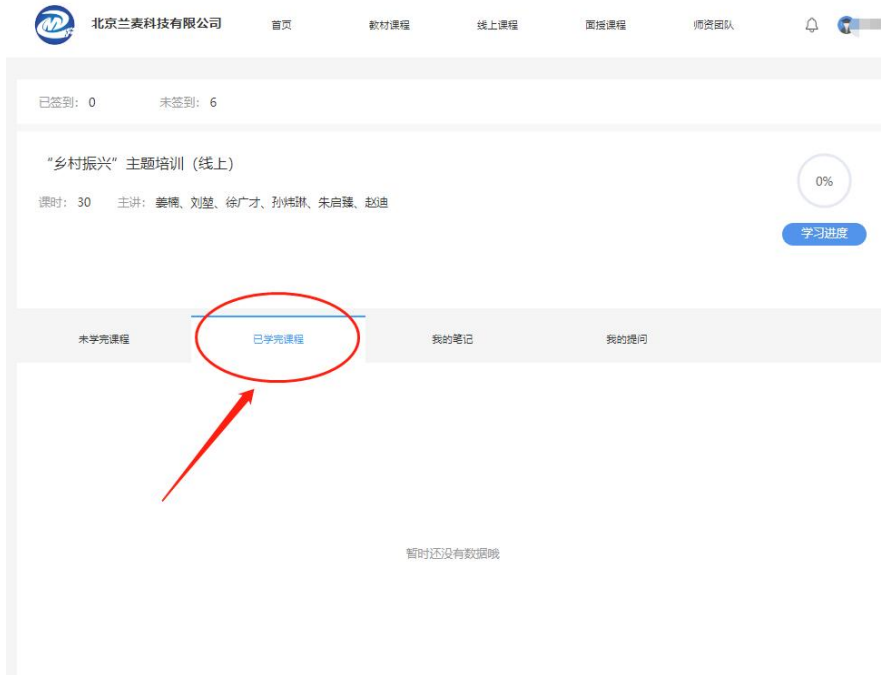 北京兰麦科技有限公司 首页 教材课程 线上课程 面授课程 师资团队
已签到: 0 未签到: 6
“乡村振兴”主题培训（线上）
0%
课时: 30 主讲: 姜楠、刘堃、徐广才、孙炜琳、朱启臻、赵迪
学习进度
未学完课程 已学完课程 我的笔记 我的提问
暂时还没有数据哦